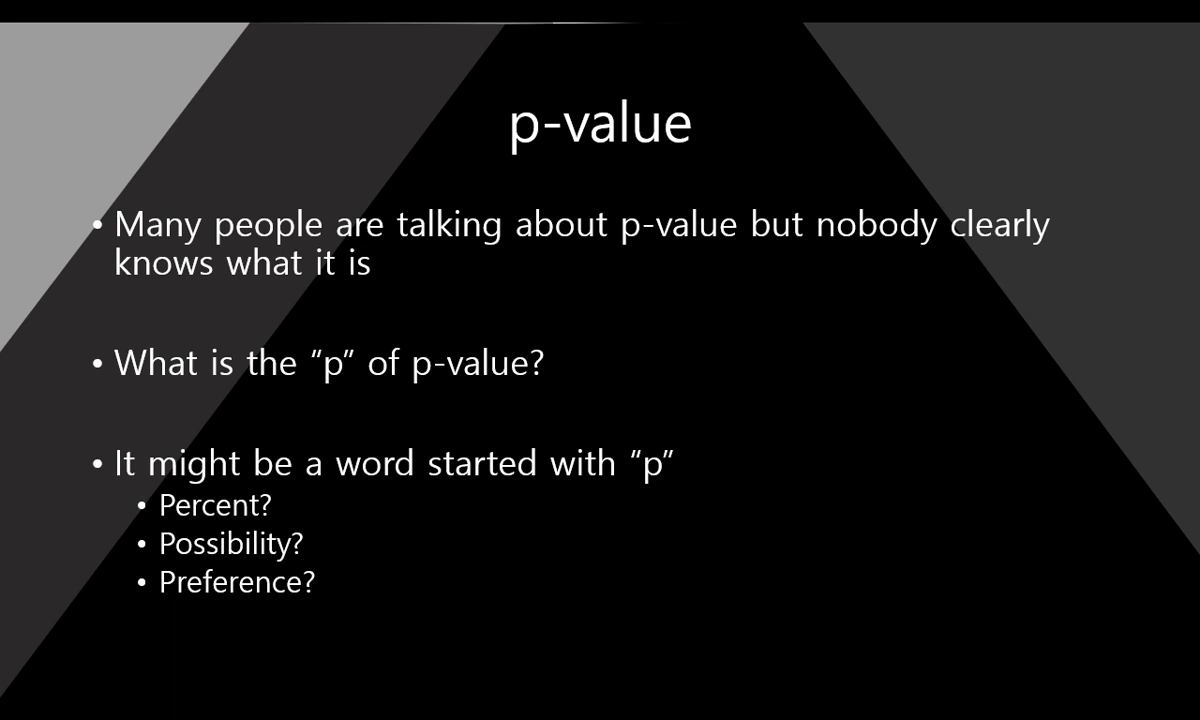 p-value
• Many people are talking about p-value but nobody clearly
knows what it is
• What is the “p” of p-value?
• It might be a word started with “p”
• Percent?
• Possibility?
• Preference?